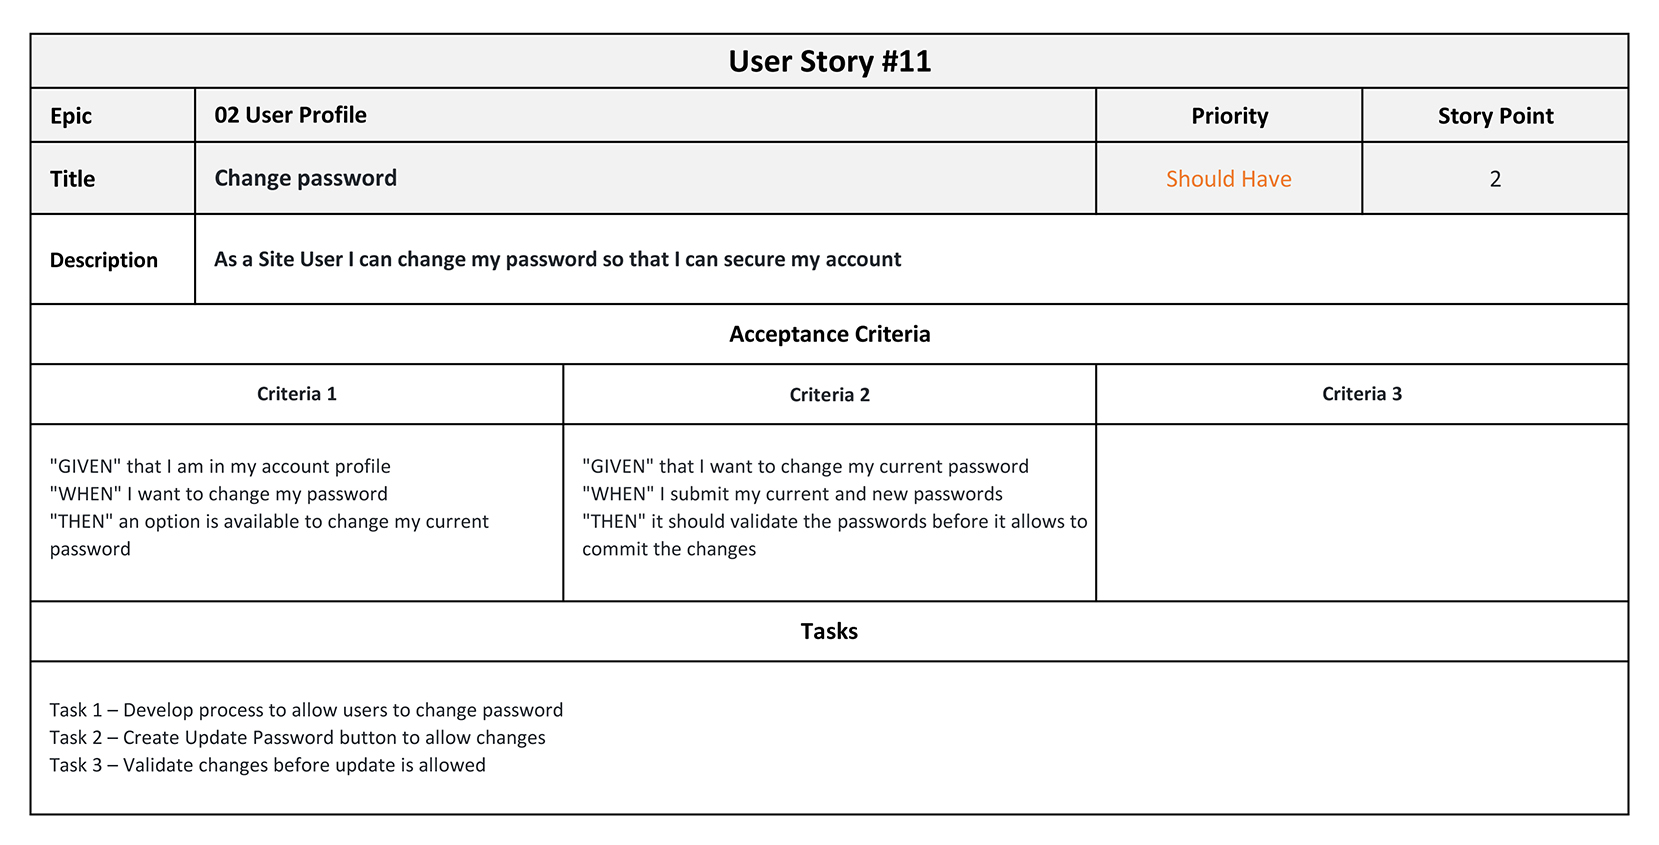 User Story #11
Epic
02 User Profile
Priority
Story Point
Title
Change password
Should Have
2
Description
As a Site User I can change my password so that I can secure my account
Acceptance Criteria
Criteria 1
Criteria 2
Criteria 3
"GIVEN" that I am in my account profile
"WHEN" I want to change my password
"THEN" an option is available to change my current
password
"GIVEN" that I want to change my current password
"WHEN" I submit my current and new passwords
"THEN" it should validate the passwords before it allows to
commit the changes
Tasks
Task 1 – Develop process to allow users to change password
Task 2 – Create Update Password button to allow changes
Task 3 – Validate changes before update is allowed